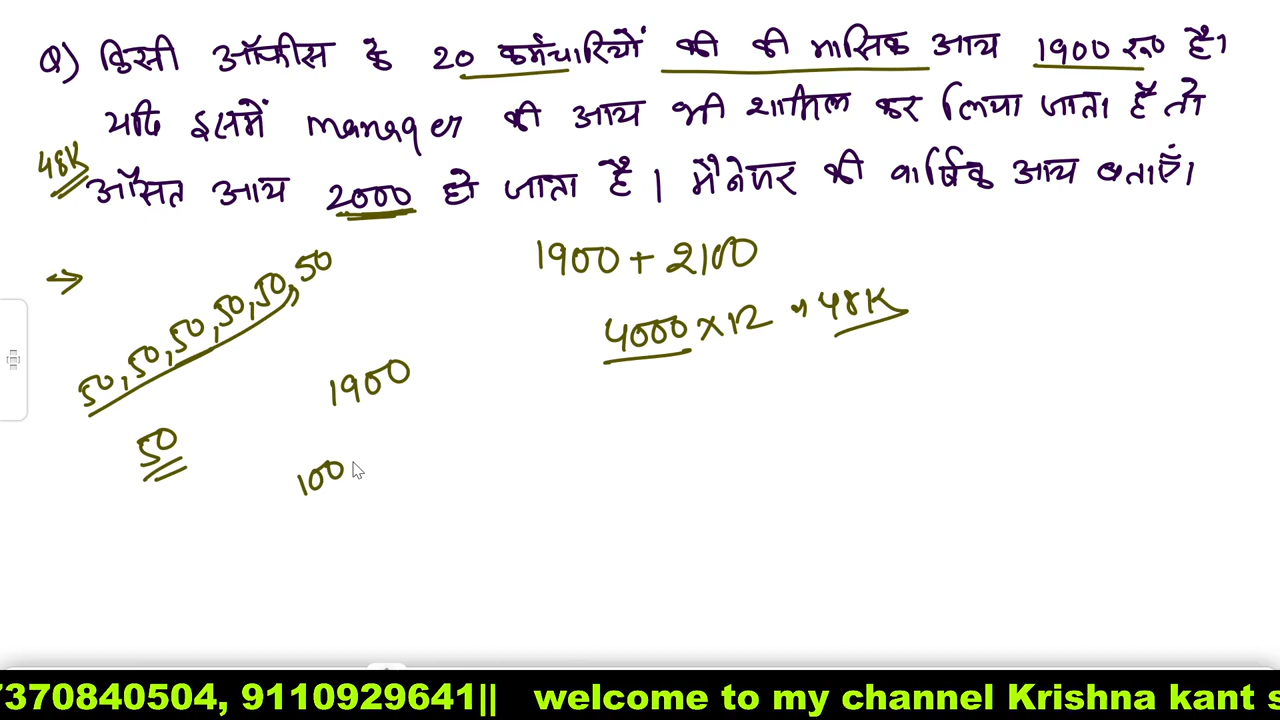 Q) किसी ऑफीस के 20 कर्मचारियों की की मासिक आय 1900 रू० है।
यदि इसमें manager की आय भी शामिल कर लिया जाता है तो
48K
औसत आय 2000 हो जाता है। मैनेजर की वार्षिक आय बताएँ।
1900 + 2100
→
50, 50, 50, 50, 50, 50
4000 × 12 → 48K
1900
50
100
7370840504, 9110929641|| welcome to my channel Krishna kant s